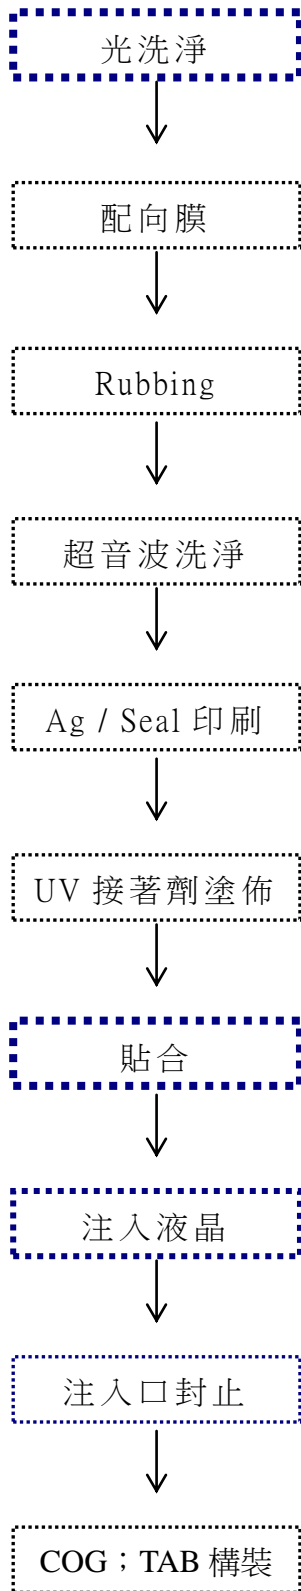 光洗淨
配向膜
Rubbing
超音波洗淨
Ag / Seal 印刷
UV 接著劑塗佈
貼合
注入液晶
注入口封止
COG；TAB 構裝